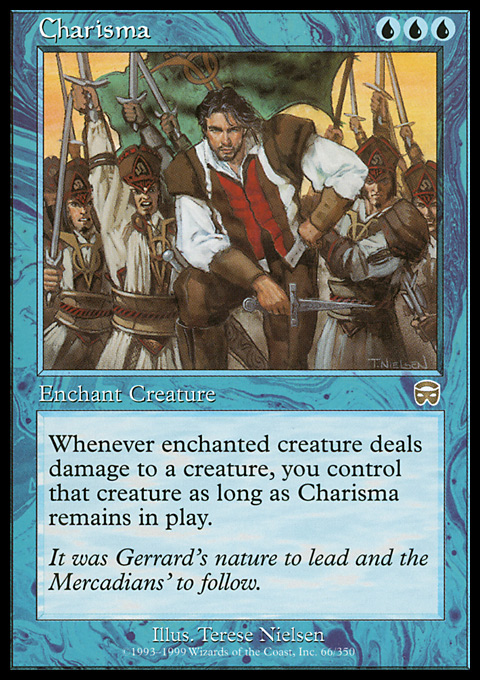 Charisma
T. NIELSEN
Enchant Creature
Whenever enchanted creature deals
damage to a creature, you control
that creature as long as Charisma
remains in play.
It was Gerrard's nature to lead and the
Mercadians' to follow.
Illus. Terese Nielsen
©1993-1999 Wizards of the Coast, Inc. 66/350